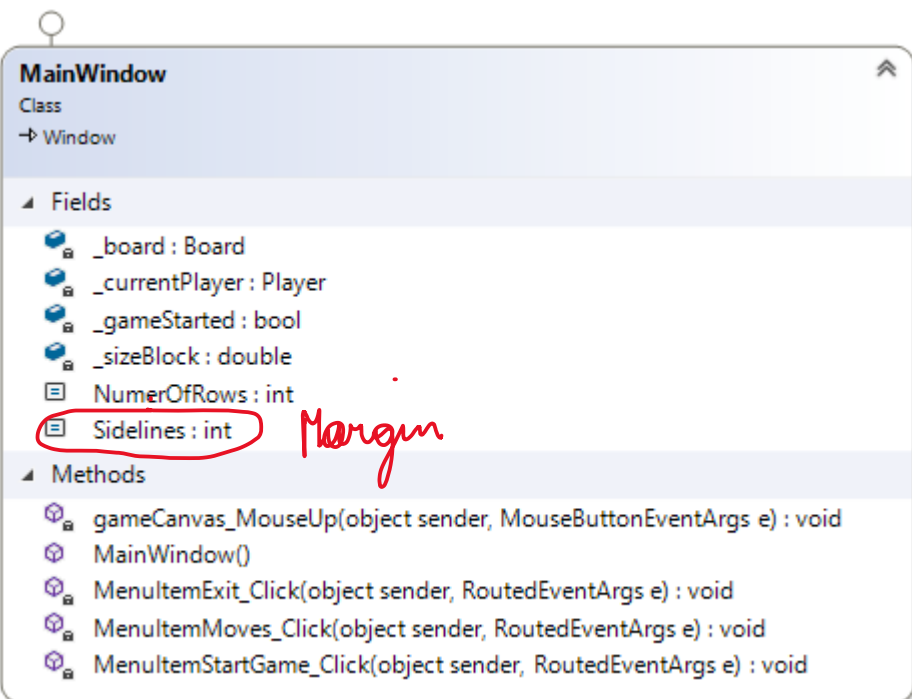 MainWindow
Class
Window
Fields
_board : Board
_currentPlayer : Player
_gameStarted : bool
_sizeBlock : double
NumerOfRows : int
Sidelines : int Margin
Methods
gameCanvas_MouseUp(object sender, MouseButtonEventArgs e) : void
MainWindow()
MenuItemExit_Click(object sender, RoutedEventArgs e) : void
MenuItemMoves_Click(object sender, RoutedEventArgs e) : void
MenuItemStartGame_Click(object sender, RoutedEventArgs e) : void